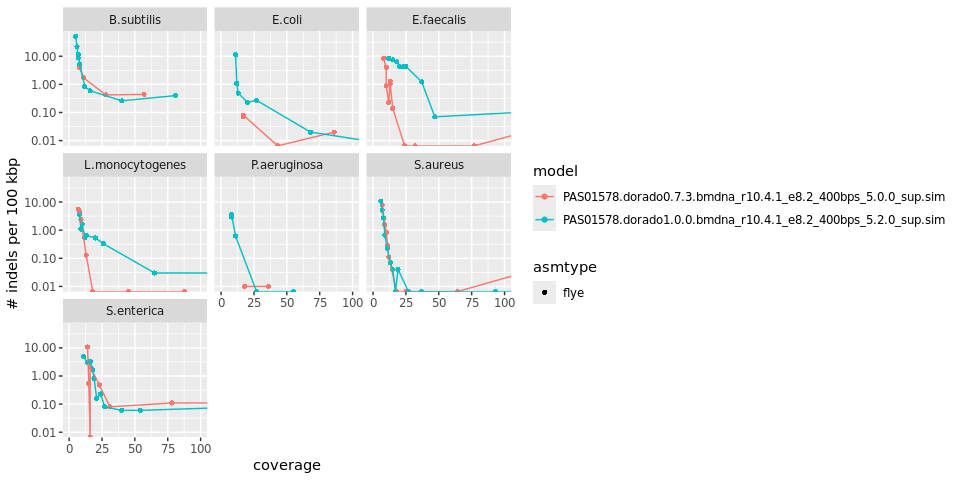 B.subtilis E.coli E.faecalis
10.00
1.00
0.10
0.01
L.monocytogenes P.aeruginosa S.aureus
10.00
1.00
0.10
0.01
0 25 50 75 100 0 25 50 75 100
S.enterica
10.00
1.00
0.10
0.01
0 25 50 75 100
coverage
# indels per 100 kbp
model
PAS01578.dorado0.7.3.bmdna_r10.4.1_e8.2_400bps_5.0.0_sup.sim
PAS01578.dorado1.0.0.bmdna_r10.4.1_e8.2_400bps_5.2.0_sup.sim
asmtype
flye